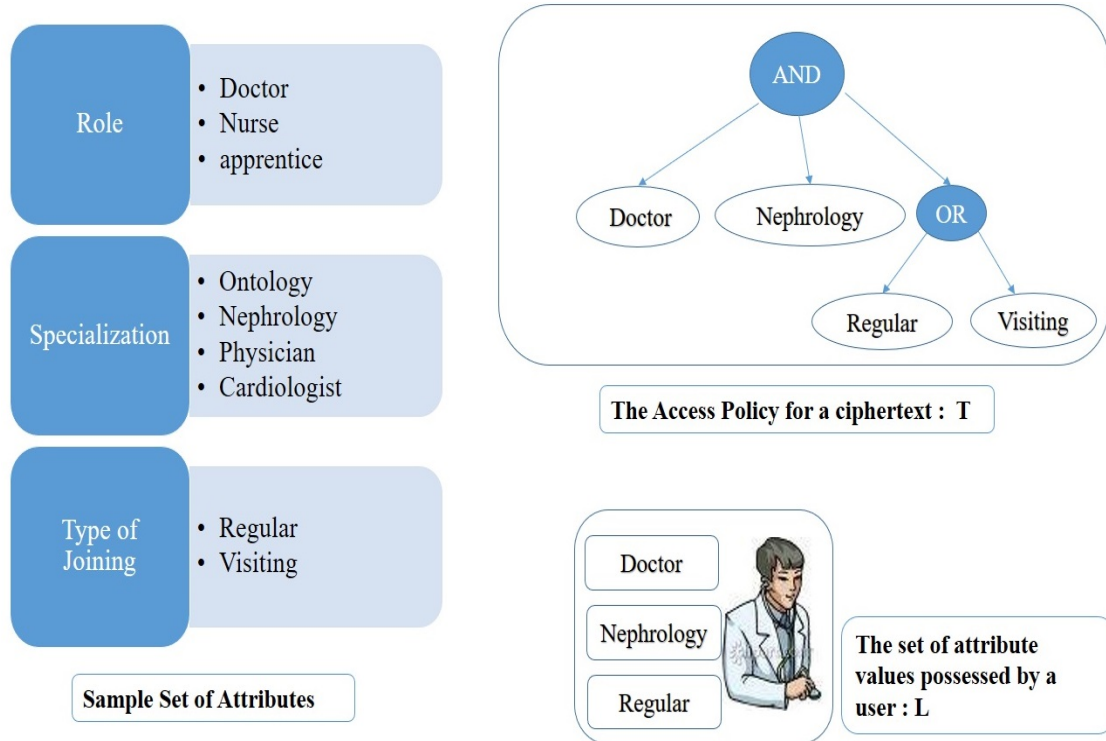 Role
• Doctor
• Nurse
• apprentice
Specialization
• Ontology
• Nephrology
• Physician
• Cardiologist
Type of
Joining
• Regular
• Visiting
Sample Set of Attributes
AND
Doctor
Nephrology
OR
Regular
Visiting
The Access Policy for a ciphertext : T
Doctor
Nephrology
Regular
The set of attribute
values possessed by a
user : L